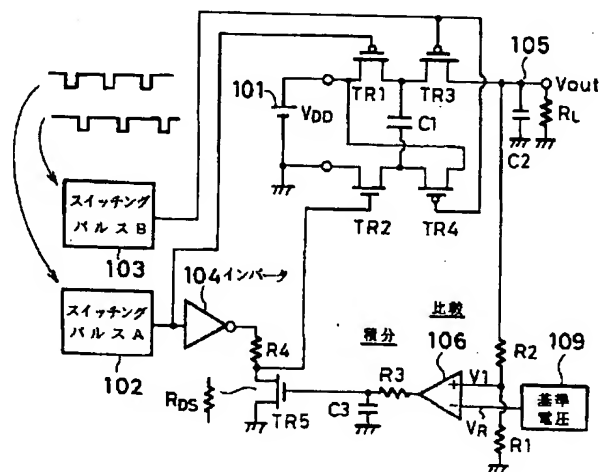 105
Vout
101
VDD
TR1
TR3
C1
C2
RL
TR2
TR4
スイッチング
パルスB
103
104 インバータ
スイッチング
パルスA
102
R4
RDS
TR5
積分
比較
106
C3
R3
V1
VR
R2
R1
109
基準
電圧